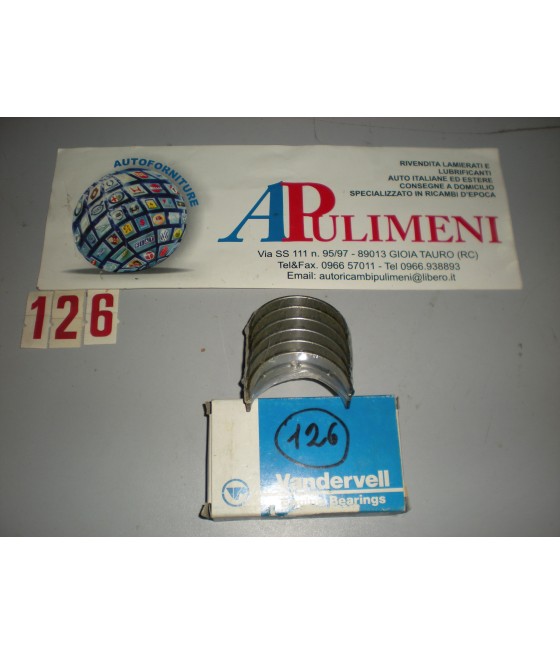 AUTOFORNITURE
RIVENDITA LAMIERATI E
LUBRIFICANTI
AUTO ITALIANE ED ESTERE
CONSEGNE A DOMICILIO
SPECIALIZZATO IN RICAMBI D'EPOCA
APULIMENI
Via SS 111 n. 95/97 - 89013 GIOIA TAURO (RC)
Tel&Fax. 0966 57011 - Tel 0966.938893
Email: autoricambipulimeni@libero.it
126
126
Vandervell
Bearings